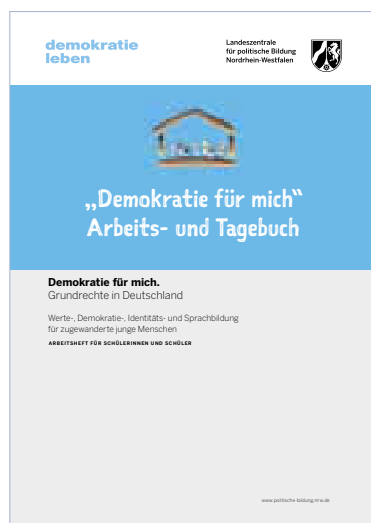 demokratie
leben
Landeszentrale
für politische Bildung
Nordrhein-Westfalen
„Demokratie für mich“
Arbeits- und Tagebuch
Demokratie für mich.
Grundrechte in Deutschland
Werte-, Demokratie-, Identitäts- und Sprachbildung
für zugewanderte junge Menschen
ARBEITSHEFT FÜR SCHÜLERINNEN UND SCHÜLER
www.politische-bildung.nrw.de